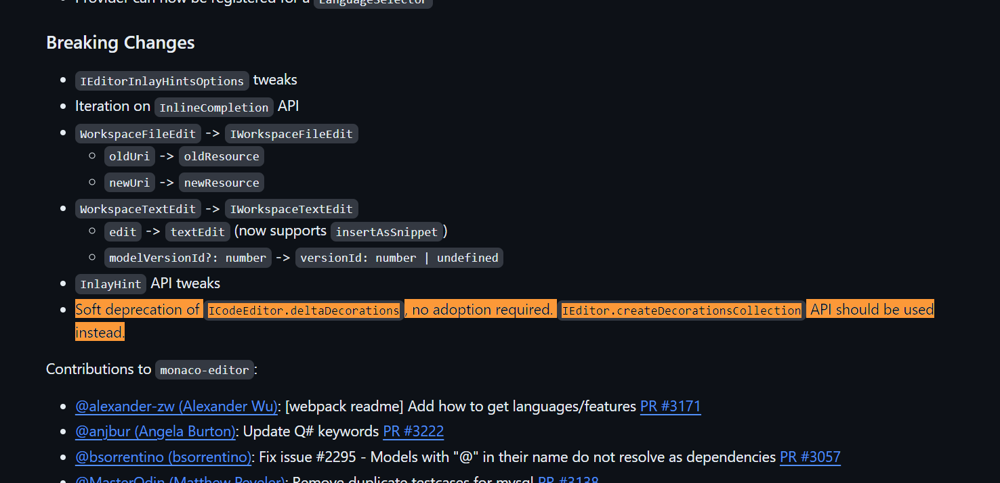 Provider can now be registered for a LanguageSelector
Breaking Changes
IEditorInlayHintsOptions tweaks
Iteration on InlineCompletion API
WorkspaceFileEdit -> IWorkspaceFileEdit
oldUri -> oldResource
newUri -> newResource
WorkspaceTextEdit -> IWorkspaceTextEdit
edit -> textEdit (now supports insertAsSnippet)
modelVersionId?: number -> versionId: number | undefined
InlayHint API tweaks
Soft deprecation of ICodeEditor.deltaDecorations, no adoption required. IEditor.createDecorationsCollection API should be used
instead.
Contributions to monaco-editor:
@alexander-zw (Alexander Wu): [webpack readme] Add how to get languages/features PR #3171
@anjbur (Angela Burton): Update Q# keywords PR #3222
@bsorrentino (bsorrentino): Fix issue #2295 - Models with "@" in their name do not resolve as dependencies PR #3057
@MasterOdin (Matthew Peveler): Remove duplicate testcases for mysql PR #3138